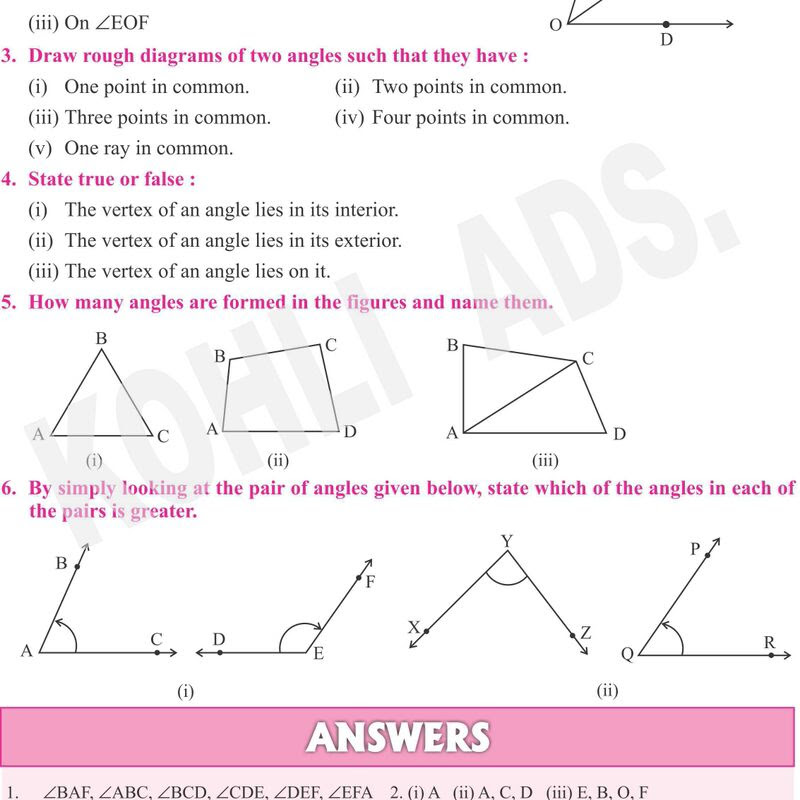 (iii) On ∠EOF
O
D
3. Draw rough diagrams of two angles such that they have :
(i) One point in common. (ii) Two points in common.
(iii) Three points in common. (iv) Four points in common.
(v) One ray in common.
4. State true or false :
(i) The vertex of an angle lies in its interior.
(ii) The vertex of an angle lies in its exterior.
(iii) The vertex of an angle lies on it.
5. How many angles are formed in the figures and name them.
B B C B C
A C A D A D
(i) (ii) (iii)
6. By simply looking at the pair of angles given below, state which of the angles in each of
the pairs is greater.
B F Y P
A C D E X Z Q R
(i) (ii)
ANSWERS
1. ∠BAF, ∠ABC, ∠BCD, ∠CDE, ∠DEF, ∠EFA 2. (i) A (ii) A, C, D (iii) E, B, O, F
KOHLI ADS.